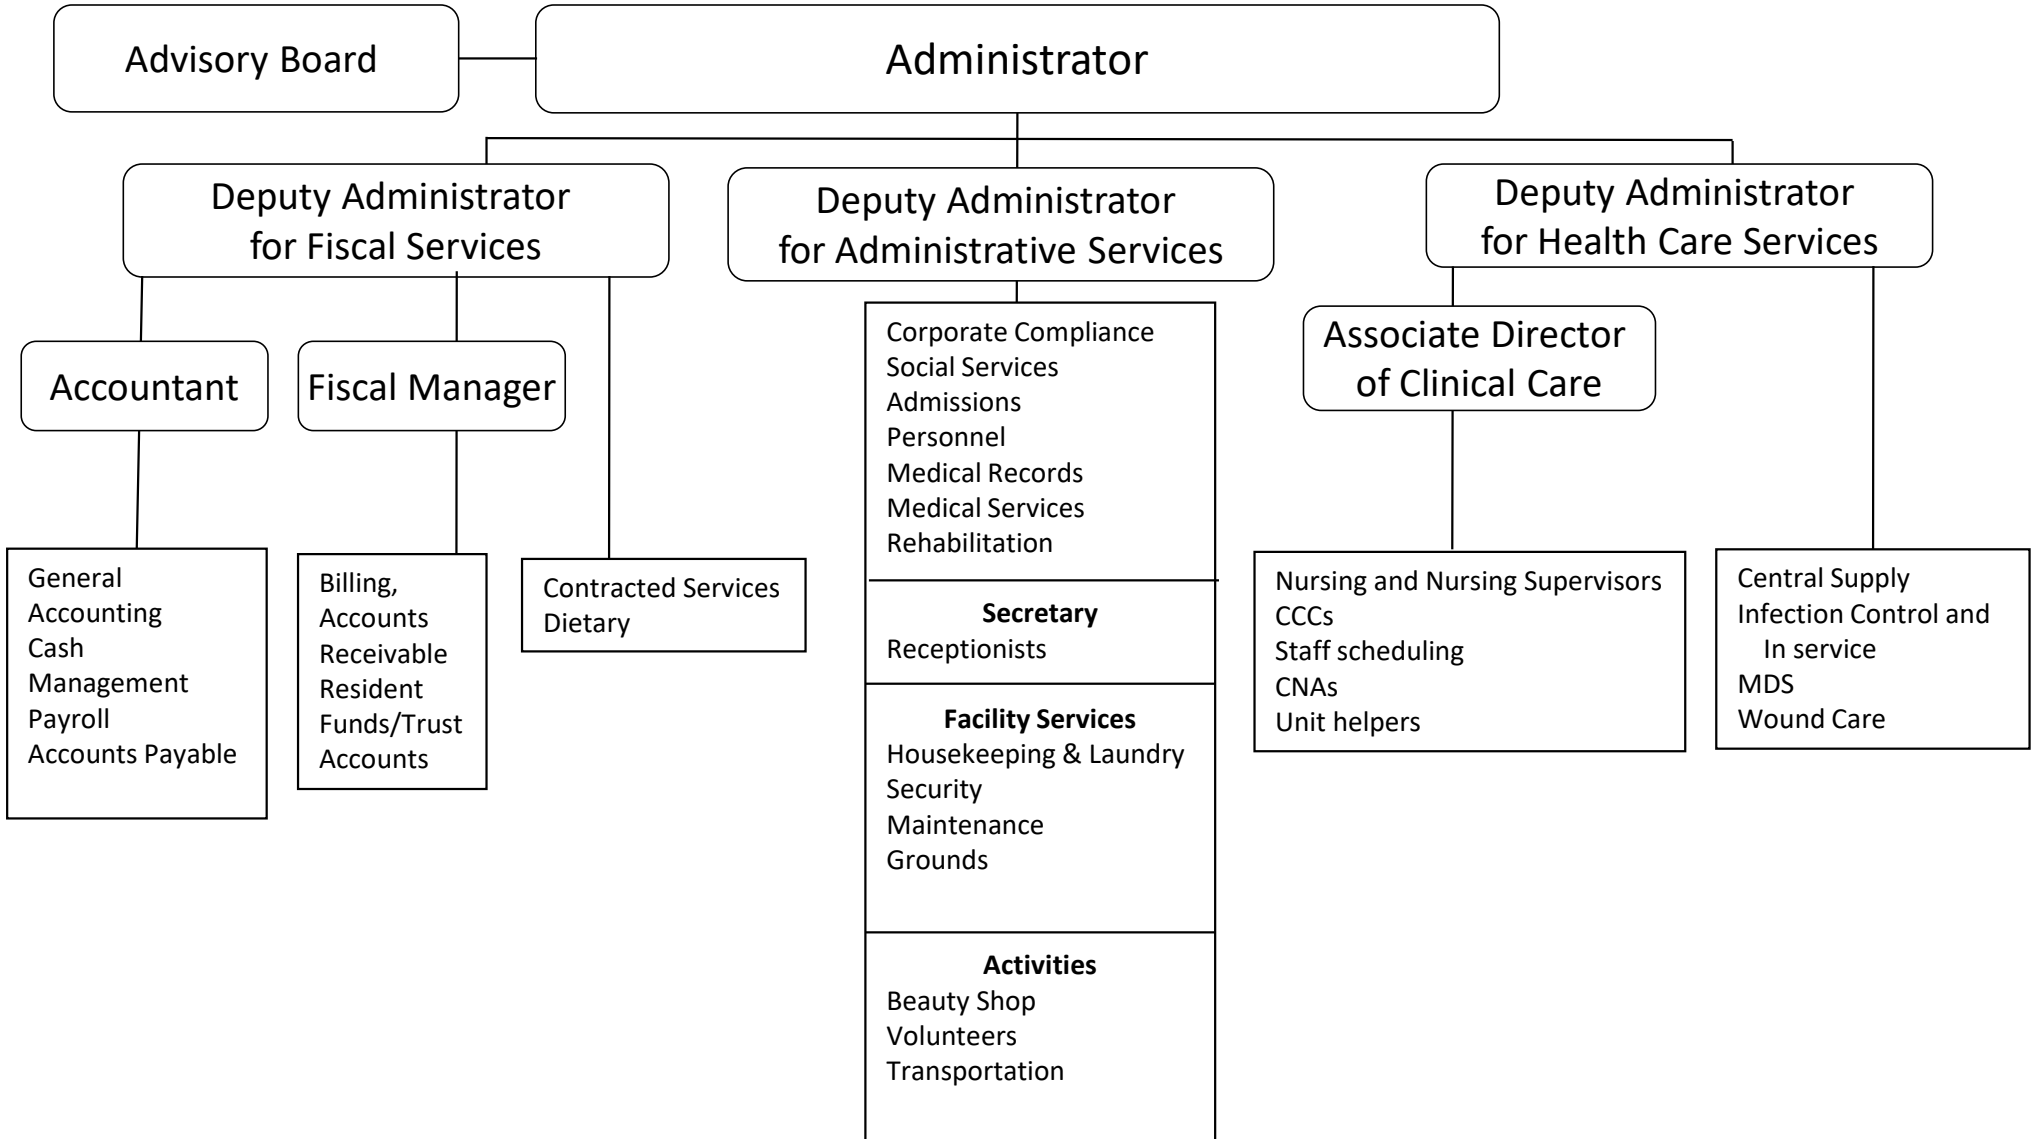 Advisory Board
Administrator
Deputy Administrator
for Fiscal Services
Deputy Administrator
for Administrative Services
Deputy Administrator
for Health Care Services
Accountant
Fiscal Manager
Associate Director
of Clinical Care
General
Accounting
Cash
Management
Payroll
Accounts Payable
Billing,
Accounts
Receivable
Resident
Funds/Trust
Accounts
Contracted Services
Dietary
Corporate Compliance
Social Services
Admissions
Personnel
Medical Records
Medical Services
Rehabilitation
Secretary
Receptionists
Facility Services
Housekeeping & Laundry
Security
Maintenance
Grounds
Activities
Beauty Shop
Volunteers
Transportation
Nursing and Nursing Supervisors
CCCs
Staff scheduling
CNAs
Unit helpers
Central Supply
Infection Control and
In service
MDS
Wound Care